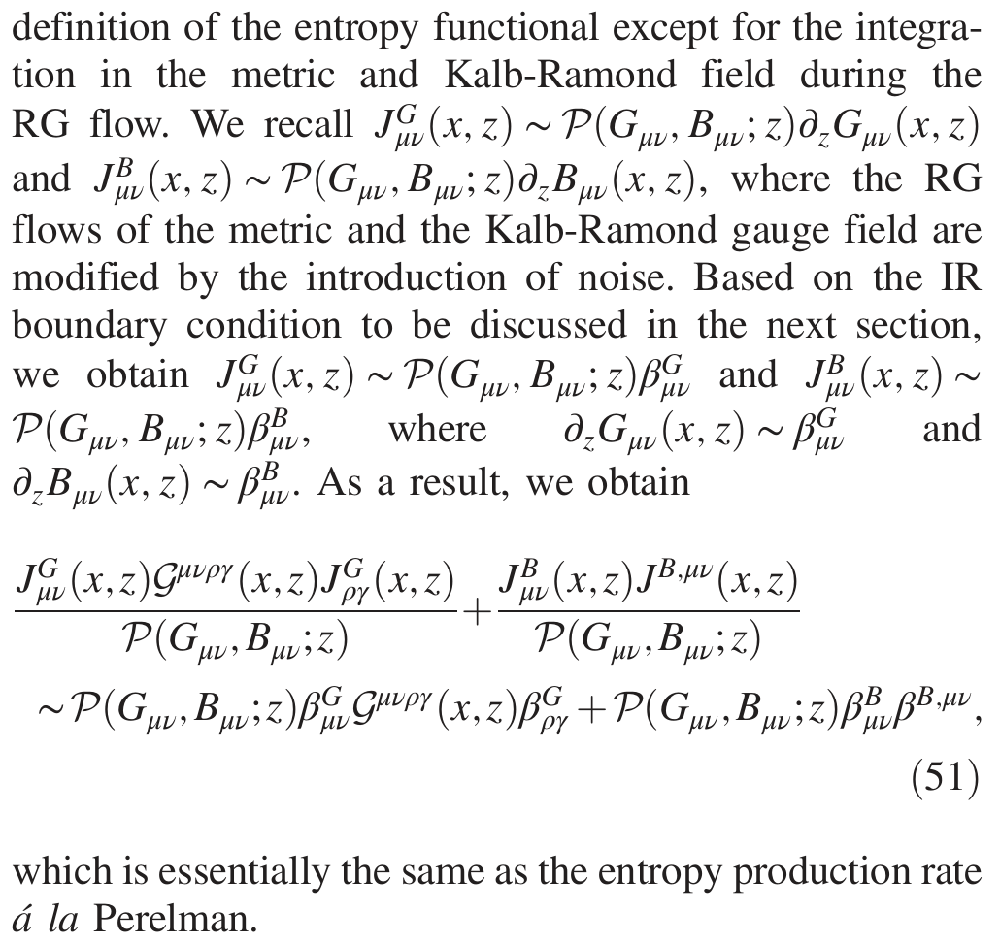 definition of the entropy functional except for the integra-
tion in the metric and Kalb-Ramond field during the
RG flow. We recall $J^G_{\mu\nu}(x,z) \sim \mathcal{P}(G_{\mu\nu}, B_{\mu\nu}; z)\partial_z G_{\mu\nu}(x,z)$
and $J^B_{\mu\nu}(x,z) \sim \mathcal{P}(G_{\mu\nu}, B_{\mu\nu}; z)\partial_z B_{\mu\nu}(x,z)$, where the RG
flows of the metric and the Kalb-Ramond gauge field are
modified by the introduction of noise. Based on the IR
boundary condition to be discussed in the next section,
we obtain $J^G_{\mu\nu}(x,z) \sim \mathcal{P}(G_{\mu\nu}, B_{\mu\nu}; z)\beta^G_{\mu\nu}$ and $J^B_{\mu\nu}(x,z) \sim$
$\mathcal{P}(G_{\mu\nu}, B_{\mu\nu}; z)\beta^B_{\mu\nu}$, where $\partial_z G_{\mu\nu}(x,z) \sim \beta^G_{\mu\nu}$ and
$\partial_z B_{\mu\nu}(x,z) \sim \beta^B_{\mu\nu}$. As a result, we obtain
$\frac{J^G_{\mu\nu}(x,z)\mathcal{G}^{\mu\nu\rho\gamma}(x,z)J^G_{\rho\gamma}(x,z)}{\mathcal{P}(G_{\mu\nu},B_{\mu\nu};z)} + \frac{J^B_{\mu\nu}(x,z)J^{B,\mu\nu}(x,z)}{\mathcal{P}(G_{\mu\nu},B_{\mu\nu};z)}$
$\sim \mathcal{P}(G_{\mu\nu},B_{\mu\nu};z)\beta^G_{\mu\nu}\mathcal{G}^{\mu\nu\rho\gamma}(x,z)\beta^G_{\rho\gamma} + \mathcal{P}(G_{\mu\nu},B_{\mu\nu};z)\beta^B_{\mu\nu}\beta^{B,\mu\nu},$
(51)
which is essentially the same as the entropy production rate
á la Perelman.